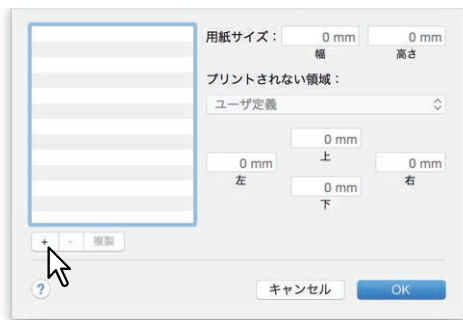 用紙サイズ： 0 mm 0 mm
幅 高さ
プリントされない領域：
ユーザ定義
0 mm
上
0 mm 0 mm
左 右
0 mm
下
+ - 複製
? キャンセル OK